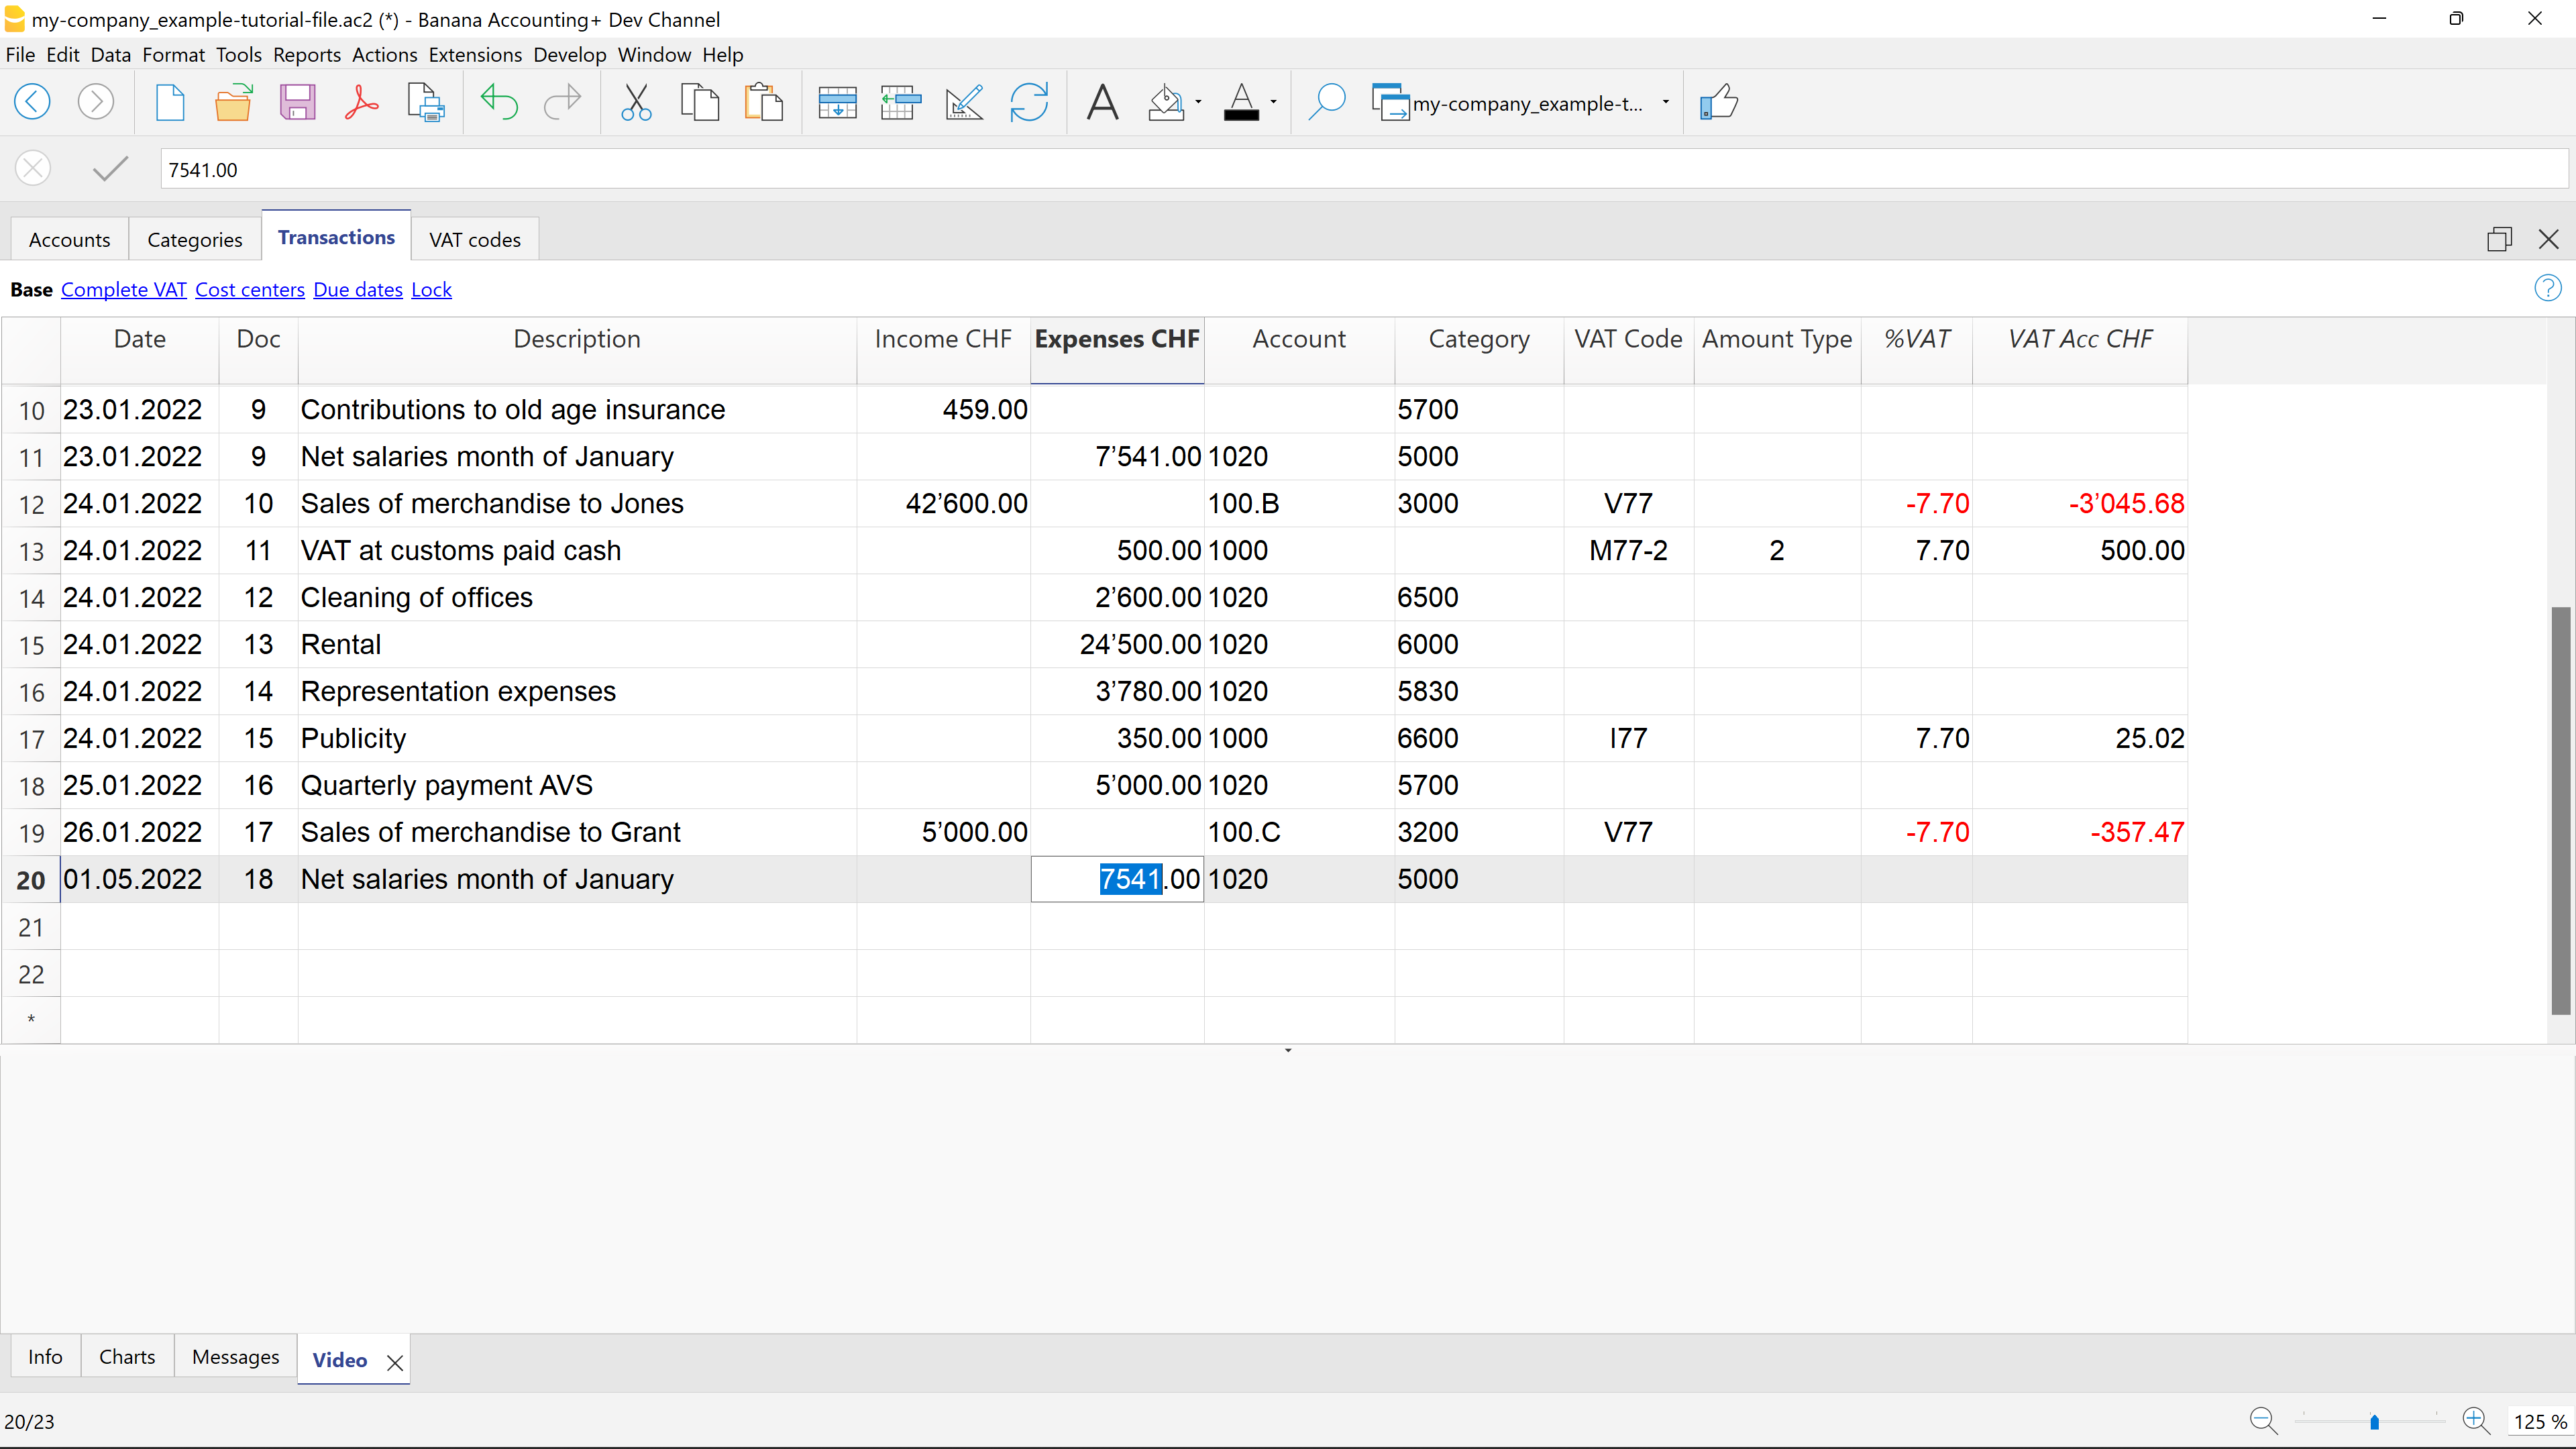 my-company_example-tutorial-file.ac2 (*) - Banana Accounting+ Dev Channel
File Edit Data Format Tools Reports Actions Extensions Develop Window Help
my-company_example-t...
7541.00
Accounts Categories Transactions VAT codes
Base Complete VAT Cost centers Due dates Lock
Date Doc Description Income CHF Expenses CHF Account Category VAT Code Amount Type %VAT VAT Acc CHF
10 23.01.2022 9 Contributions to old age insurance 459.00 5700
11 23.01.2022 9 Net salaries month of January 7’541.00 1020 5000
12 24.01.2022 10 Sales of merchandise to Jones 42’600.00 100.B 3000 V77 -7.70 -3’045.68
13 24.01.2022 11 VAT at customs paid cash 500.00 1000 M77-2 2 7.70 500.00
14 24.01.2022 12 Cleaning of offices 2’600.00 1020 6500
15 24.01.2022 13 Rental 24’500.00 1020 6000
16 24.01.2022 14 Representation expenses 3’780.00 1020 5830
17 24.01.2022 15 Publicity 350.00 1000 6600 I77 7.70 25.02
18 25.01.2022 16 Quarterly payment AVS 5’000.00 1020 5700
19 26.01.2022 17 Sales of merchandise to Grant 5’000.00 100.C 3200 V77 -7.70 -357.47
20 01.05.2022 18 Net salaries month of January 7541.00 1020 5000
21
22
*
Info Charts Messages Video
20/23 125 %